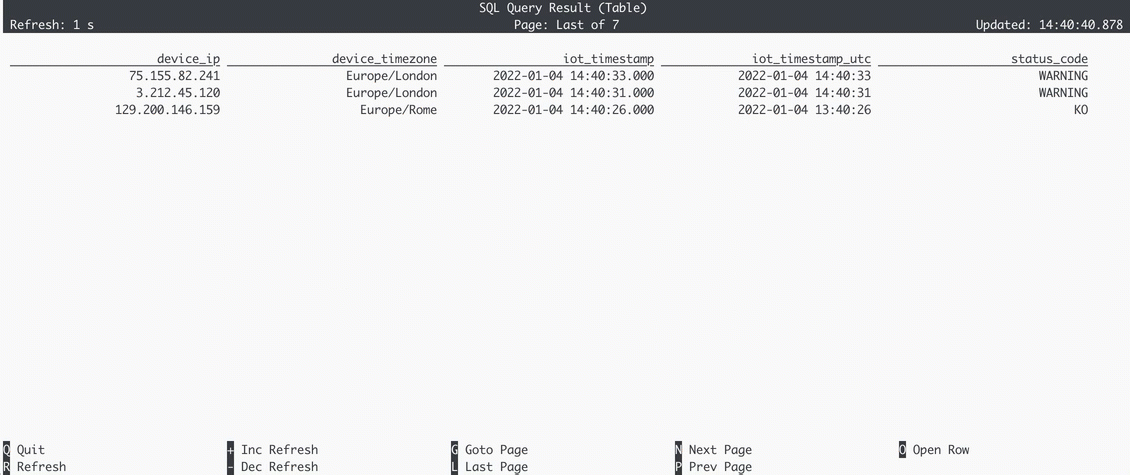 SQL Query Result (Table)
Refresh: 1 s Page: Last of 7 Updated: 14:40:40.878
device_ip device_timezone iot_timestamp iot_timestamp_utc status_code
75.155.82.241 Europe/London 2022-01-04 14:40:33.000 2022-01-04 14:40:33 WARNING
3.212.45.120 Europe/London 2022-01-04 14:40:31.000 2022-01-04 14:40:31 WARNING
129.200.146.159 Europe/Rome 2022-01-04 14:40:26.000 2022-01-04 13:40:26 KO
Q Quit + Inc Refresh G Goto Page N Next Page O Open Row
R Refresh - Dec Refresh L Last Page P Prev Page